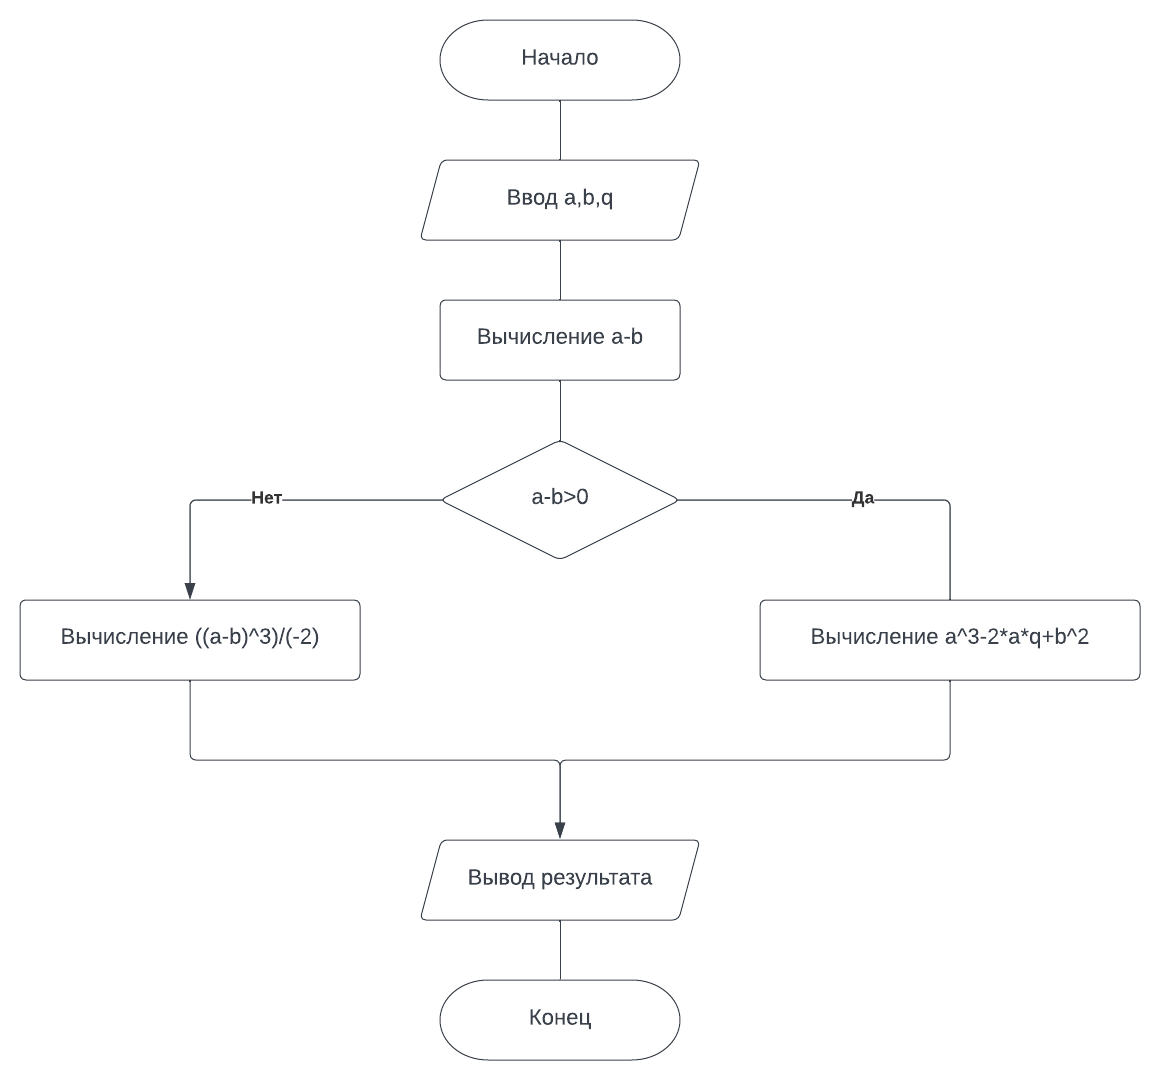 Начало
Ввод a,b,q
Вычисление a-b
a-b>0
Нет
Да
Вычисление ((a-b)^3)/(-2)
Вычисление a^3-2*a*q+b^2
Вывод результата
Конец